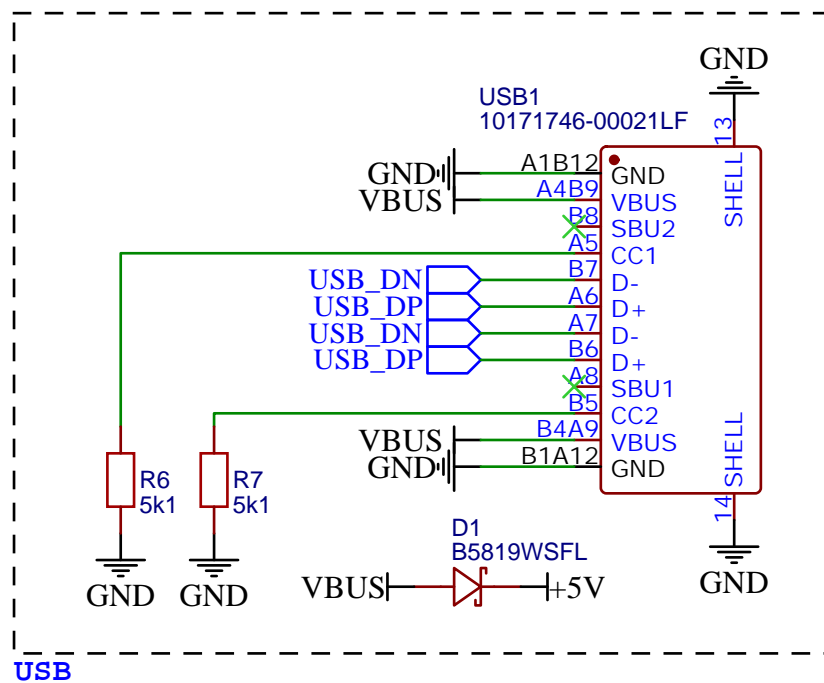 GND
USB1
10171746-00021LF
13
SHELL
GND A1B12 GND
VBUS A4B9 VBUS
B8 SBU2
A5 CC1
USB_DN B7 D-
USB_DP A6 D+
USB_DN A7 D-
USB_DP B6 D+
A8 SBU1
B5 CC2
VBUS B4A9 VBUS
GND B1A12 GND
SHELL
14
GND
R6
5k1
R7
5k1
GND
GND
D1
B5819WSFL
VBUS +5V
USB